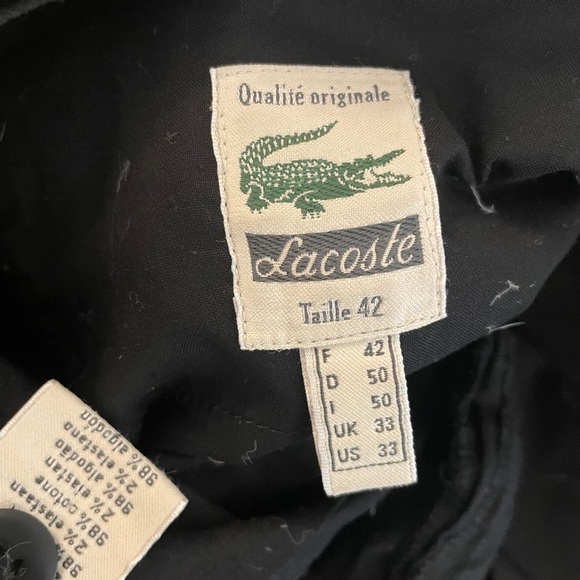 Qualité originale
Lacoste
Taille 42
F 42
D 50
I 50
UK 33
US 33
98% algodón
2% elastano
98% algodão
2% elastan
98% cotone
2% elastaan